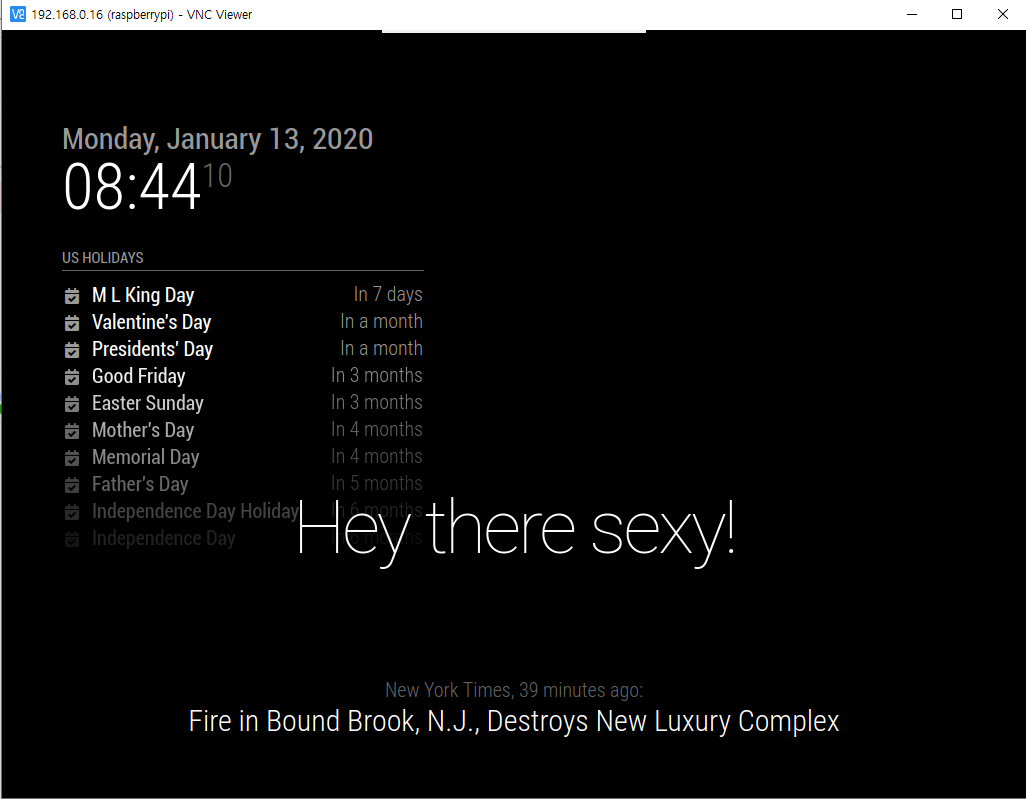 192.168.0.16 (raspberrypi) - VNC Viewer
Monday, January 13, 2020
08:44 10
US HOLIDAYS
M L King Day In 7 days
Valentine's Day In a month
Presidents' Day In a month
Good Friday In 3 months
Easter Sunday In 3 months
Mother's Day In 4 months
Memorial Day In 4 months
Father's Day In 5 months
Independence Day Holiday In 6 months
Independence Day In 6 months
Hey there sexy!
New York Times, 39 minutes ago:
Fire in Bound Brook, N.J., Destroys New Luxury Complex